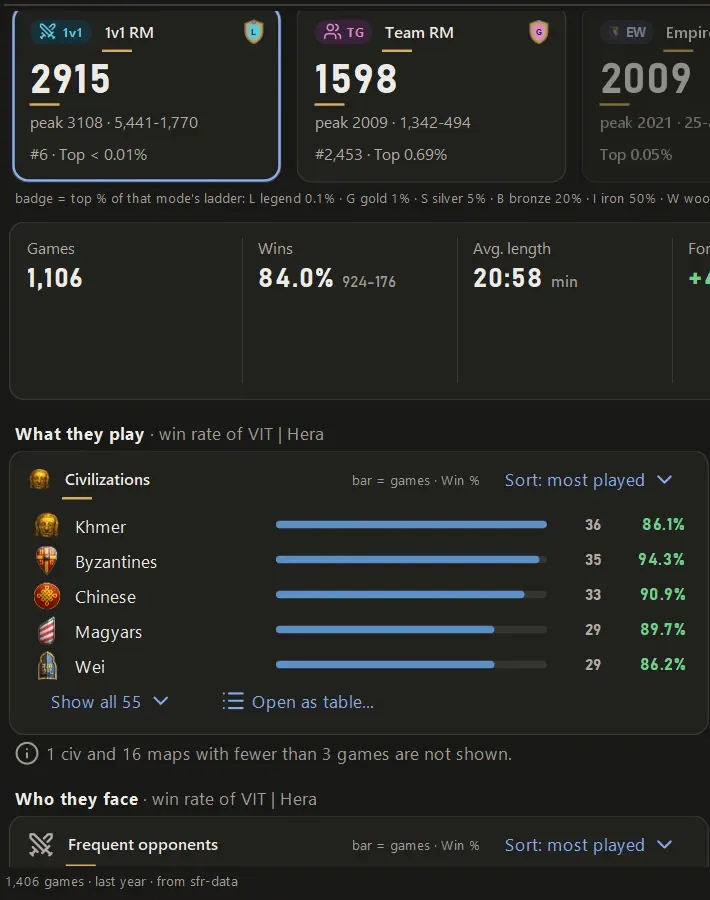 1v1 1v1 RM L
2915
peak 3108 · 5,441-1,770
#6 · Top < 0.01%
TG Team RM G
1598
peak 2009 · 1,342-494
#2,453 · Top 0.69%
EW Empir
2009
peak 2021 · 25-
Top 0.05%
badge = top % of that mode's ladder: L legend 0.1% · G gold 1% · S silver 5% · B bronze 20% · I iron 50% · W woo
Games
1,106
Wins
84.0% 924-176
Avg. length
20:58 min
For
+4
What they play · win rate of VIT | Hera
Civilizations bar = games · Win % Sort: most played
Khmer 36 86.1%
Byzantines 35 94.3%
Chinese 33 90.9%
Magyars 29 89.7%
Wei 29 86.2%
Show all 55 Open as table...
1 civ and 16 maps with fewer than 3 games are not shown.
Who they face · win rate of VIT | Hera
Frequent opponents bar = games · Win % Sort: most played
1,406 games · last year · from sfr-data